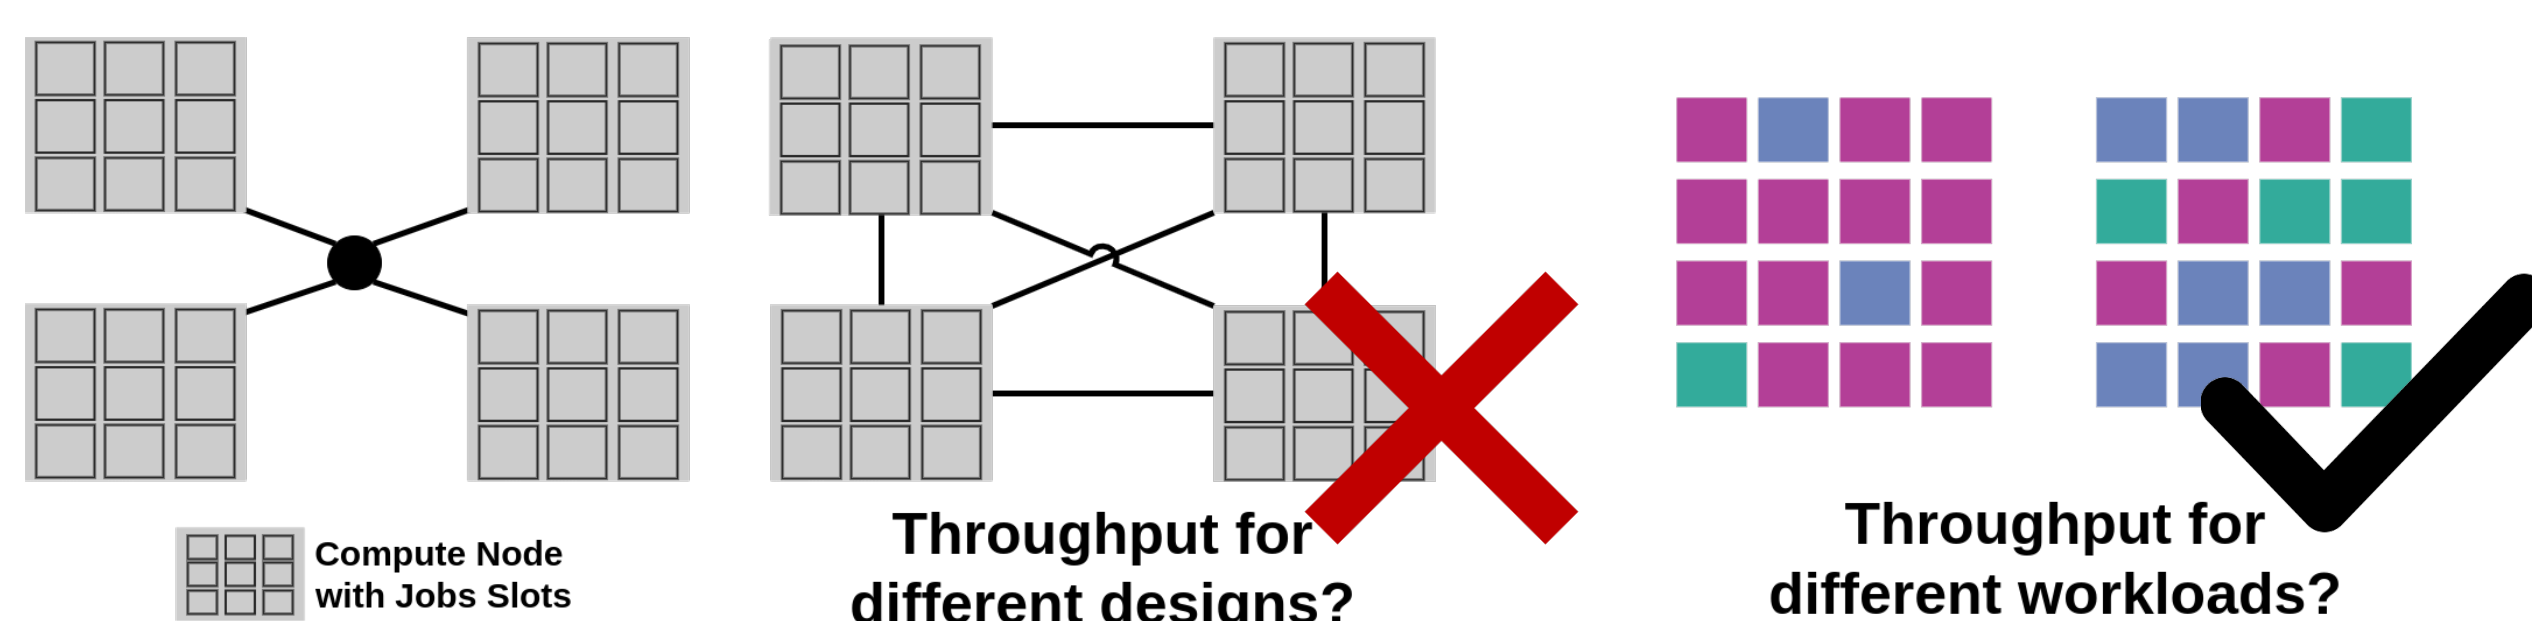 Compute Node
with Jobs Slots
Throughput for
different designs?
Throughput for
different workloads?